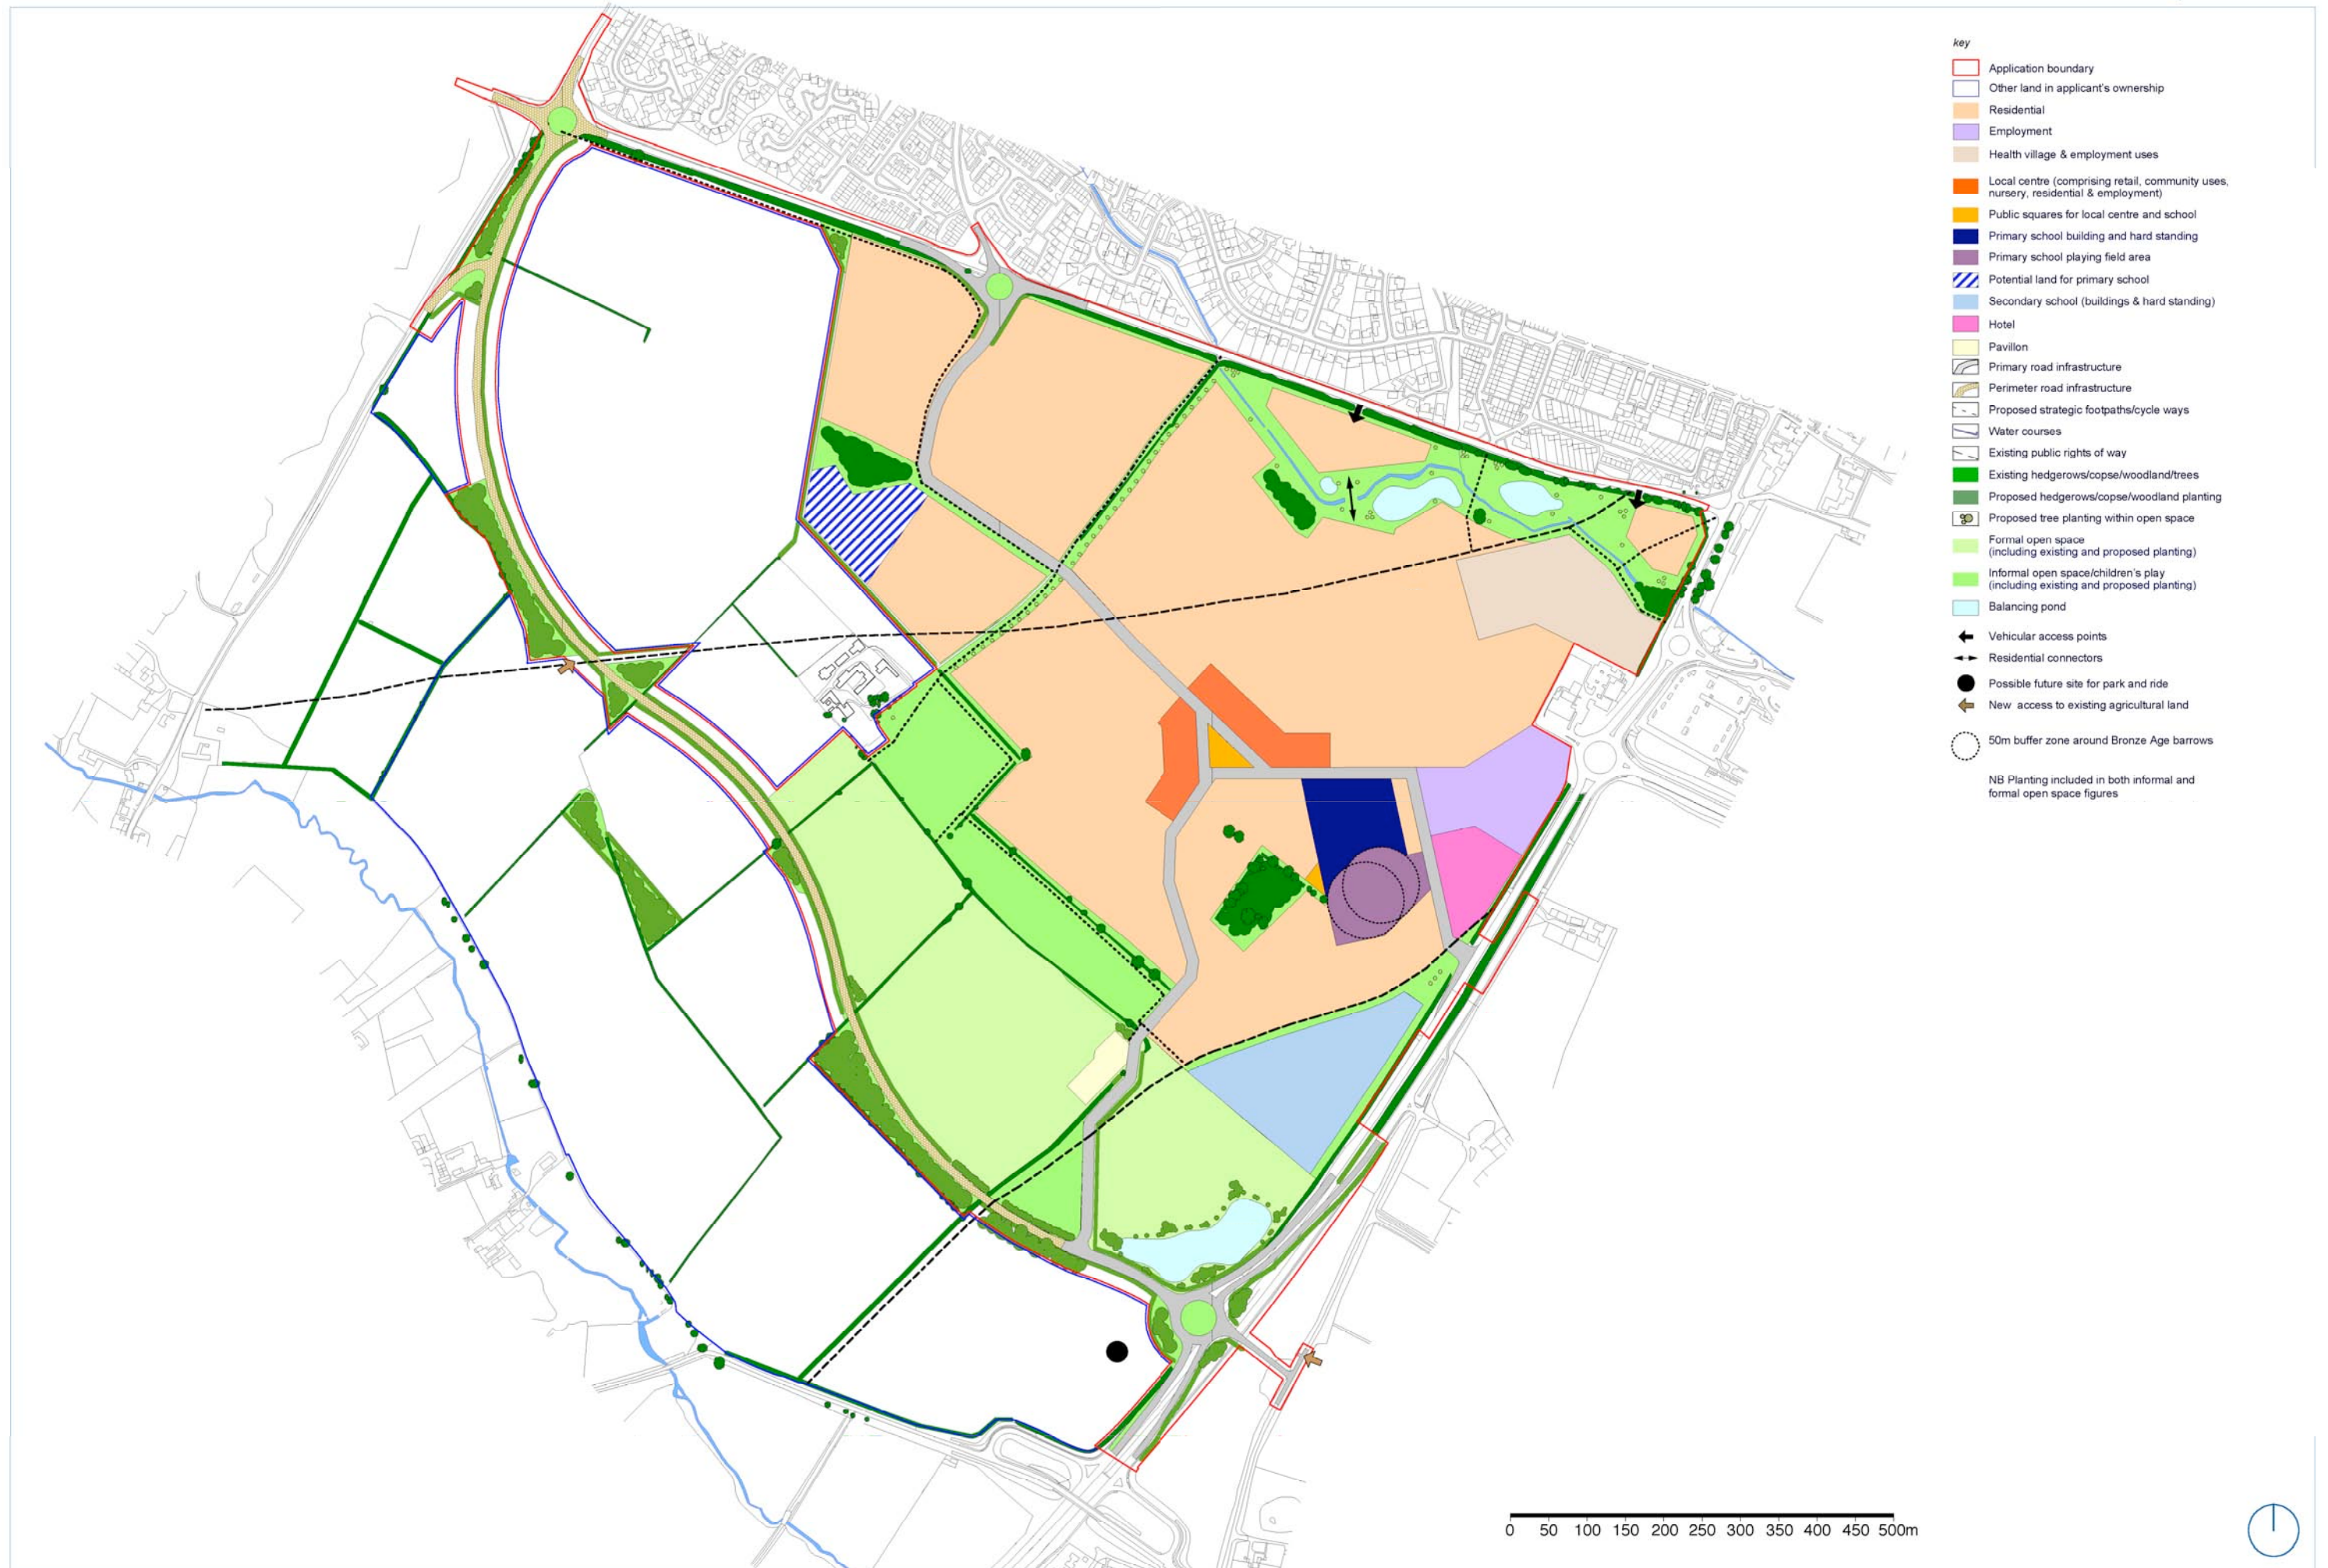 key
Application boundary
Other land in applicant's ownership
Residential
Employment
Health village & employment uses
Local centre (comprising retail, community uses,
nursery, residential & employment)
Public squares for local centre and school
Primary school building and hard standing
Primary school playing field area
Potential land for primary school
Secondary school (buildings & hard standing)
Hotel
Pavillon
Primary road infrastructure
Perimeter road infrastructure
Proposed strategic footpaths/cycle ways
Water courses
Existing public rights of way
Existing hedgerows/copse/woodland/trees
Proposed hedgerows/copse/woodland planting
Proposed tree planting within open space
Formal open space
(including existing and proposed planting)
Informal open space/children's play
(including existing and proposed planting)
Balancing pond
Vehicular access points
Residential connectors
Possible future site for park and ride
New access to existing agricultural land
50m buffer zone around Bronze Age barrows
NB Planting included in both informal and
formal open space figures
0 50 100 150 200 250 300 350 400 450 500m